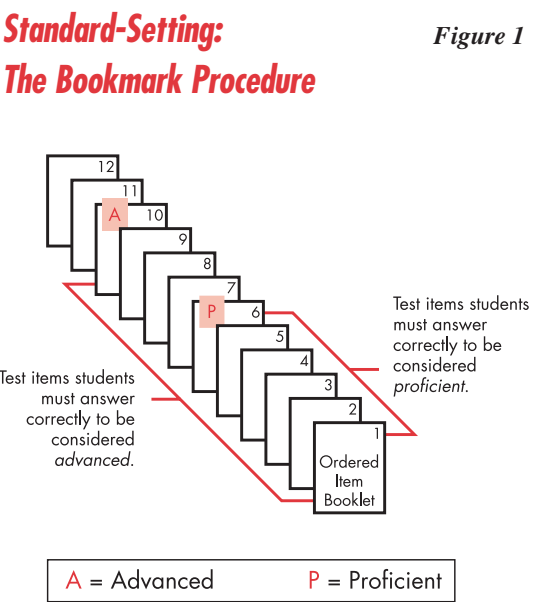 Standard-Setting:
The Bookmark Procedure
Figure 1
12
11
A 10
9
8
7
P 6
5
4
3
2
1
Ordered
Item
Booklet
Test items students
must answer
correctly to be
considered
proficient.
Test items students
must answer
correctly to be
considered
advanced.
A = Advanced P = Proficient